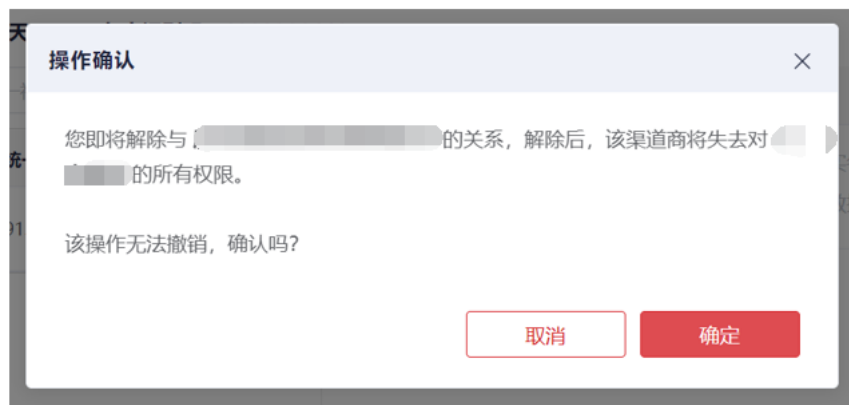 操作确认
您即将解除与
的关系，解除后，该渠道商将失去对
的所有权限。
该操作无法撤销，确认吗？
取消
确定